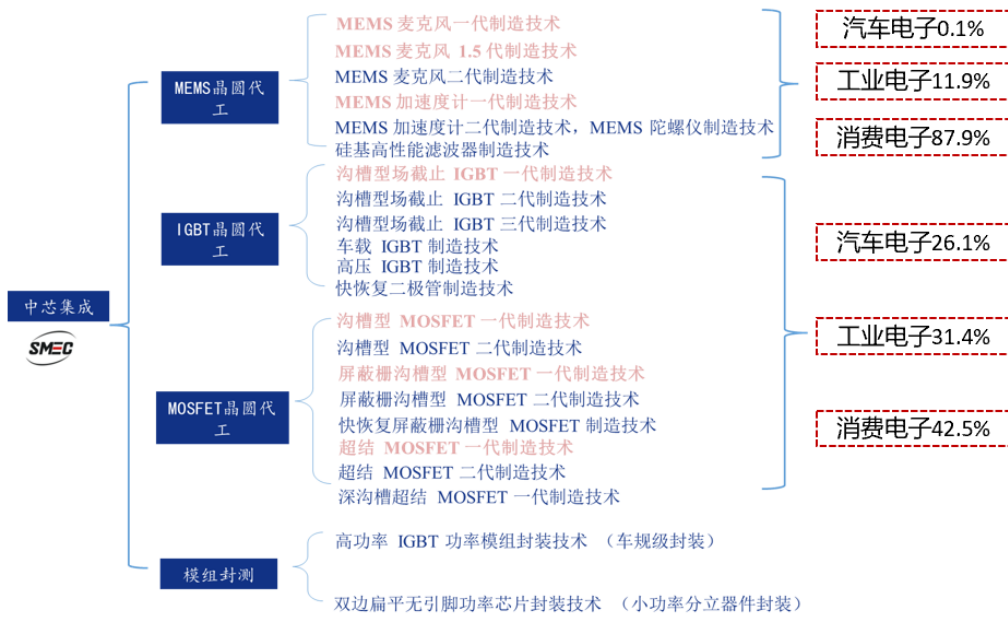 中芯集成
SMEC
MEMS晶圆代
工
MEMS 麦克风一代制造技术
MEMS 麦克风 1.5 代制造技术
MEMS 麦克风二代制造技术
MEMS 加速度计一代制造技术
MEMS 加速度计二代制造技术，MEMS 陀螺仪制造技术
硅基高性能滤波器制造技术
汽车电子0.1%
工业电子11.9%
消费电子87.9%
IGBT晶圆代
工
沟槽型场截止 IGBT 一代制造技术
沟槽型场截止 IGBT 二代制造技术
沟槽型场截止 IGBT 三代制造技术
车载 IGBT 制造技术
高压 IGBT 制造技术
快恢复二极管制造技术
MOSFET晶圆代
工
沟槽型 MOSFET 一代制造技术
沟槽型 MOSFET 二代制造技术
屏蔽栅沟槽型 MOSFET 一代制造技术
屏蔽栅沟槽型 MOSFET 二代制造技术
快恢复屏蔽栅沟槽型 MOSFET 制造技术
超结 MOSFET 一代制造技术
超结 MOSFET 二代制造技术
深沟槽超结 MOSFET 一代制造技术
汽车电子26.1%
工业电子31.4%
消费电子42.5%
模组封测
高功率 IGBT 功率模组封装技术 （车规级封装）
双边扁平无引脚功率芯片封装技术 （小功率分立器件封装）